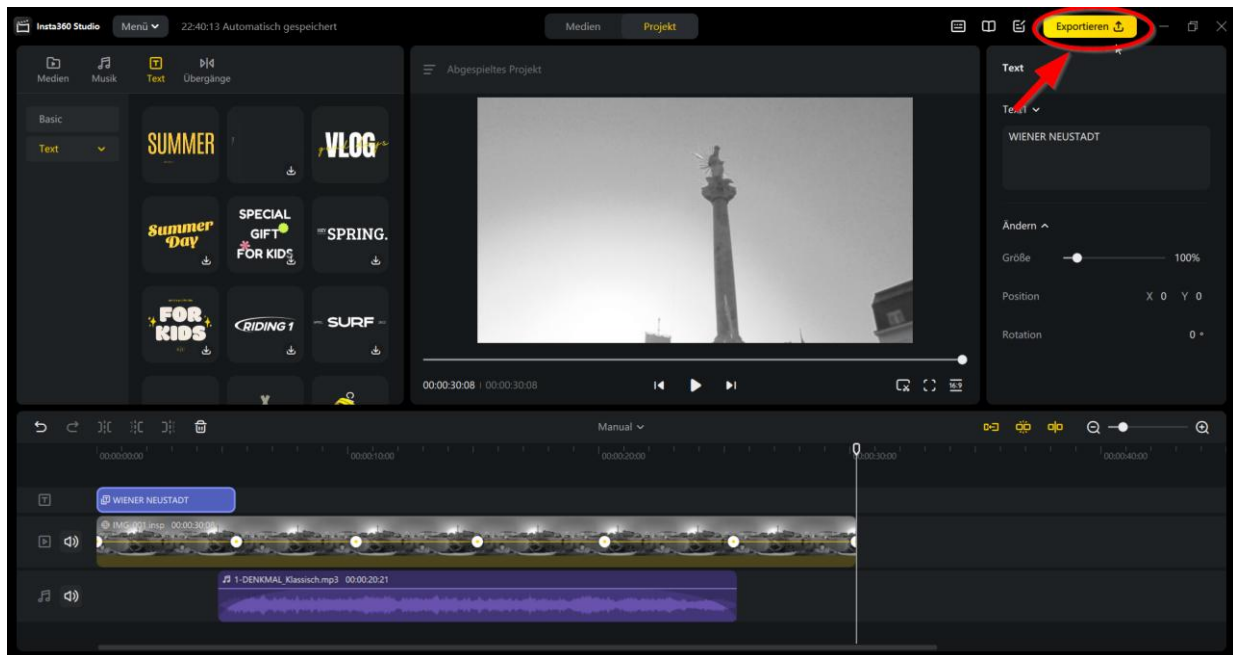 Insta360 Studio
Menü
22:40:13 Automatisch gespeichert
Medien
Projekt
Exportieren
Medien
Musik
Text
Übergänge
Basic
Text
SUMMER
VLOG
Summer Day
SPECIAL GIFT FOR KIDS
SPRING.
FOR KIDS
RIDING 1
SURF
Abgespieltes Projekt
00:00:30:08 | 00:00:30:08
16:9
Text
Text1
WIENER NEUSTADT
Ändern
Größe 100%
Position X 0 Y 0
Rotation 0 °
Manual
00:00:00:00
00:00:10:00
00:00:20:00
00:00:30:00
00:00:40:00
WIENER NEUSTADT
IMG_001.insp 00:00:30:08
1-DENKMAL_Klassisch.mp3 00:00:20:21